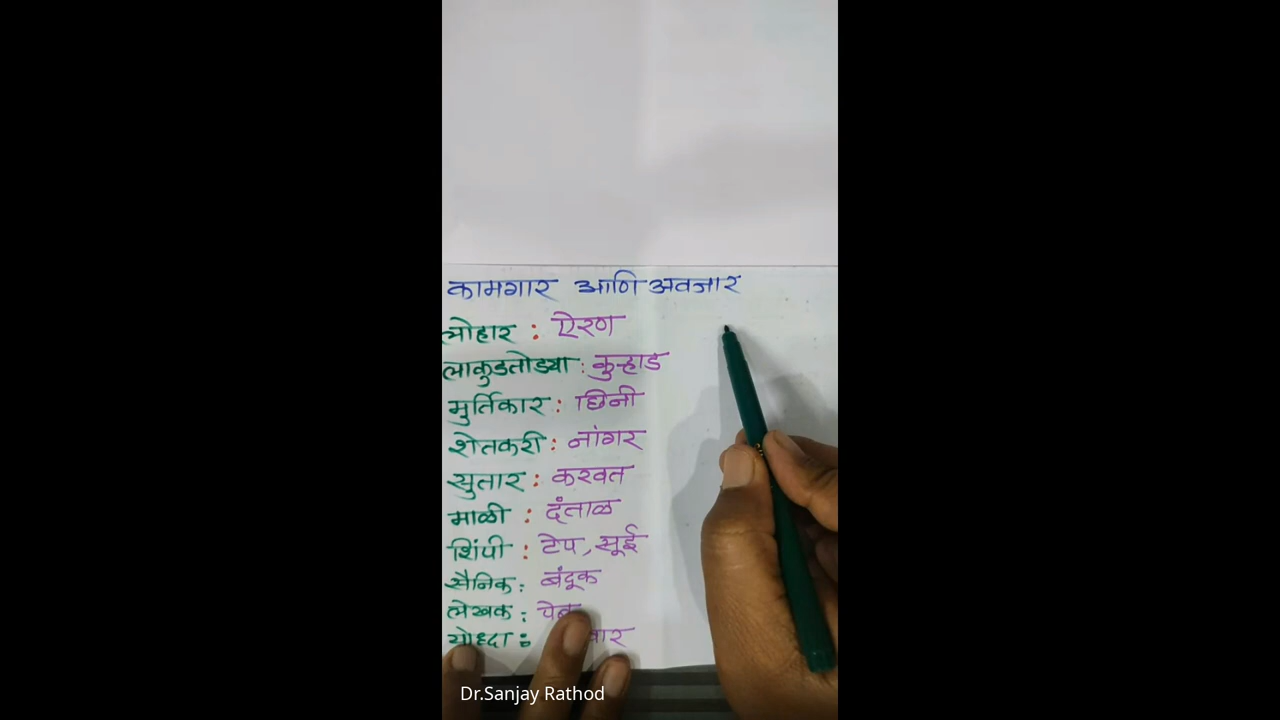 कामगार आणि अवजार
लोहार : ऐरण
लाकुडतोड्या : कुऱ्हाड
मुर्तिकार : छिनी
शेतकरी : नांगर
सुतार : करवत
माळी : दंताळ
शिंपी : टेप, सूई
सैनिक : बंदूक
लेखक :
योध्दा :
Dr.Sanjay Rathod